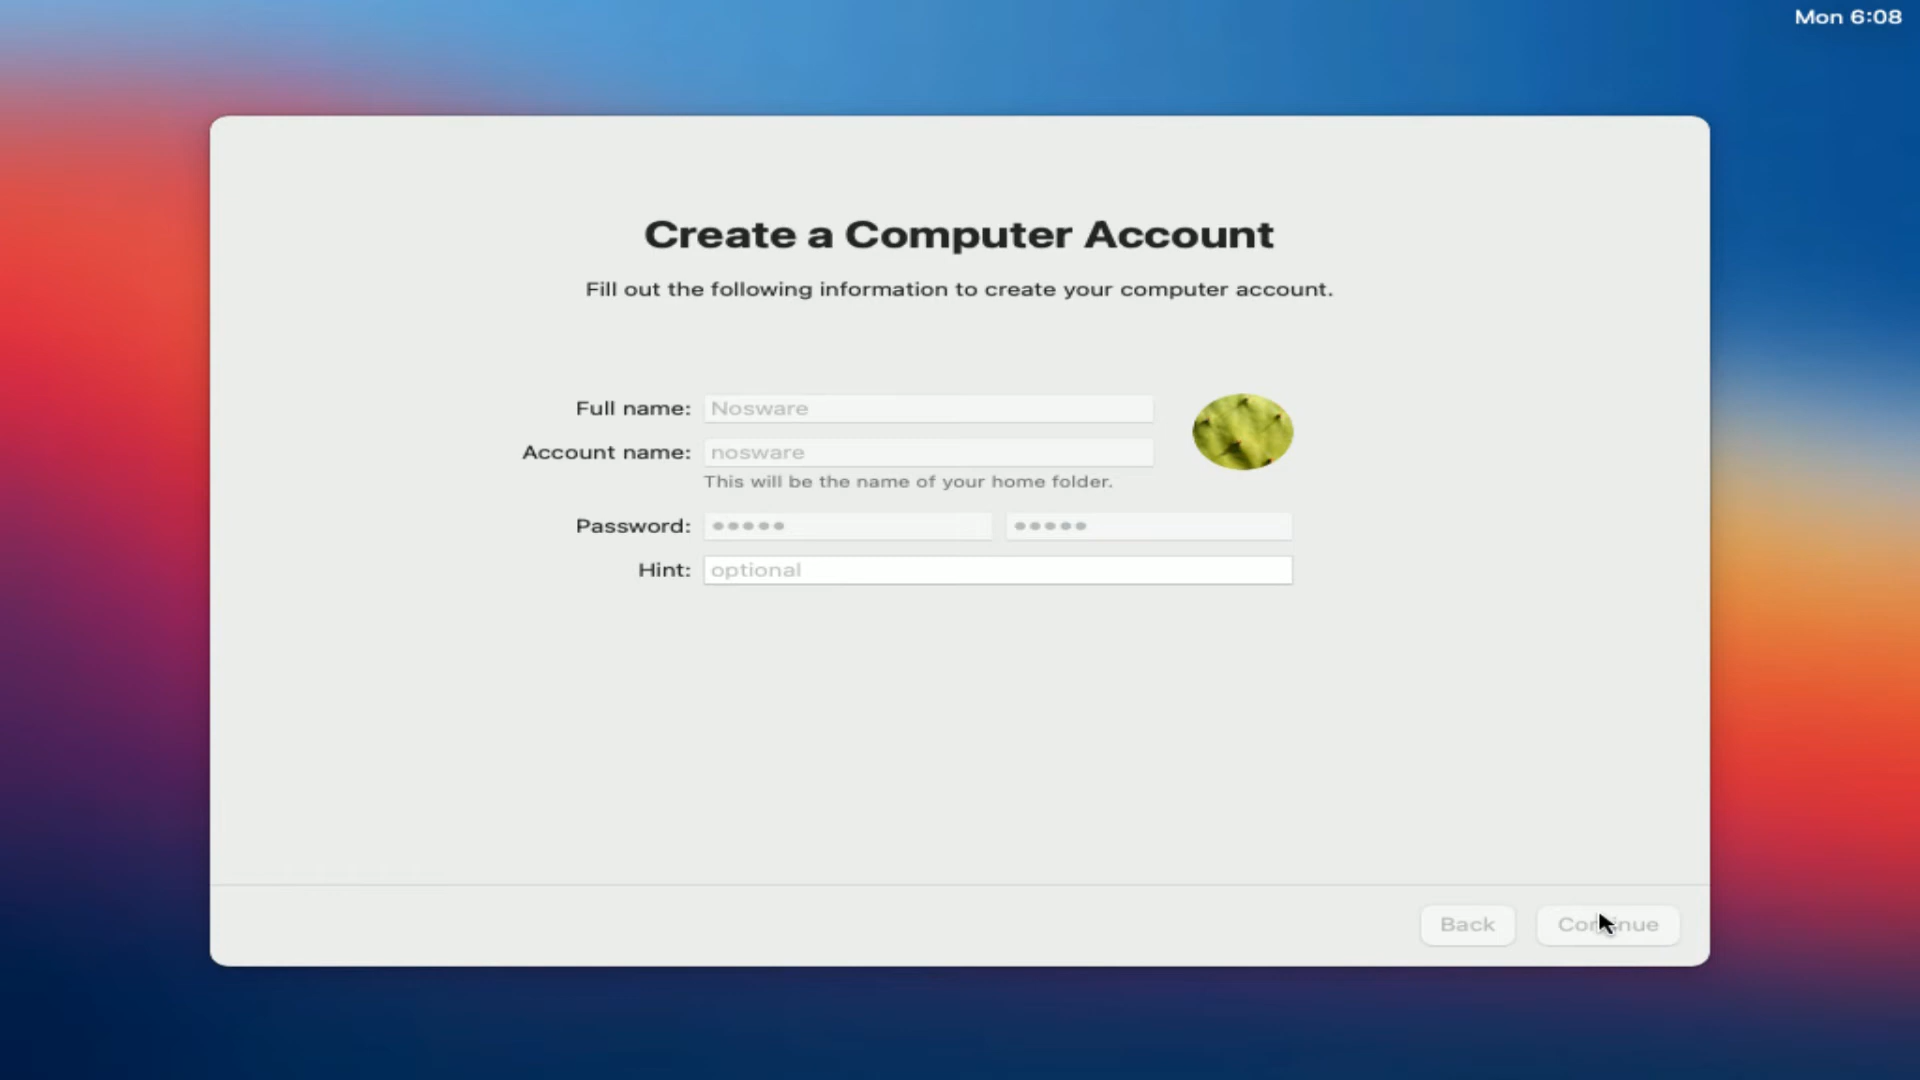 Mon 6:08
Create a Computer Account
Fill out the following information to create your computer account.
Full name: Nosware
Account name: nosware
This will be the name of your home folder.
Password: ●●●●● ●●●●●
Hint: optional
Back Continue